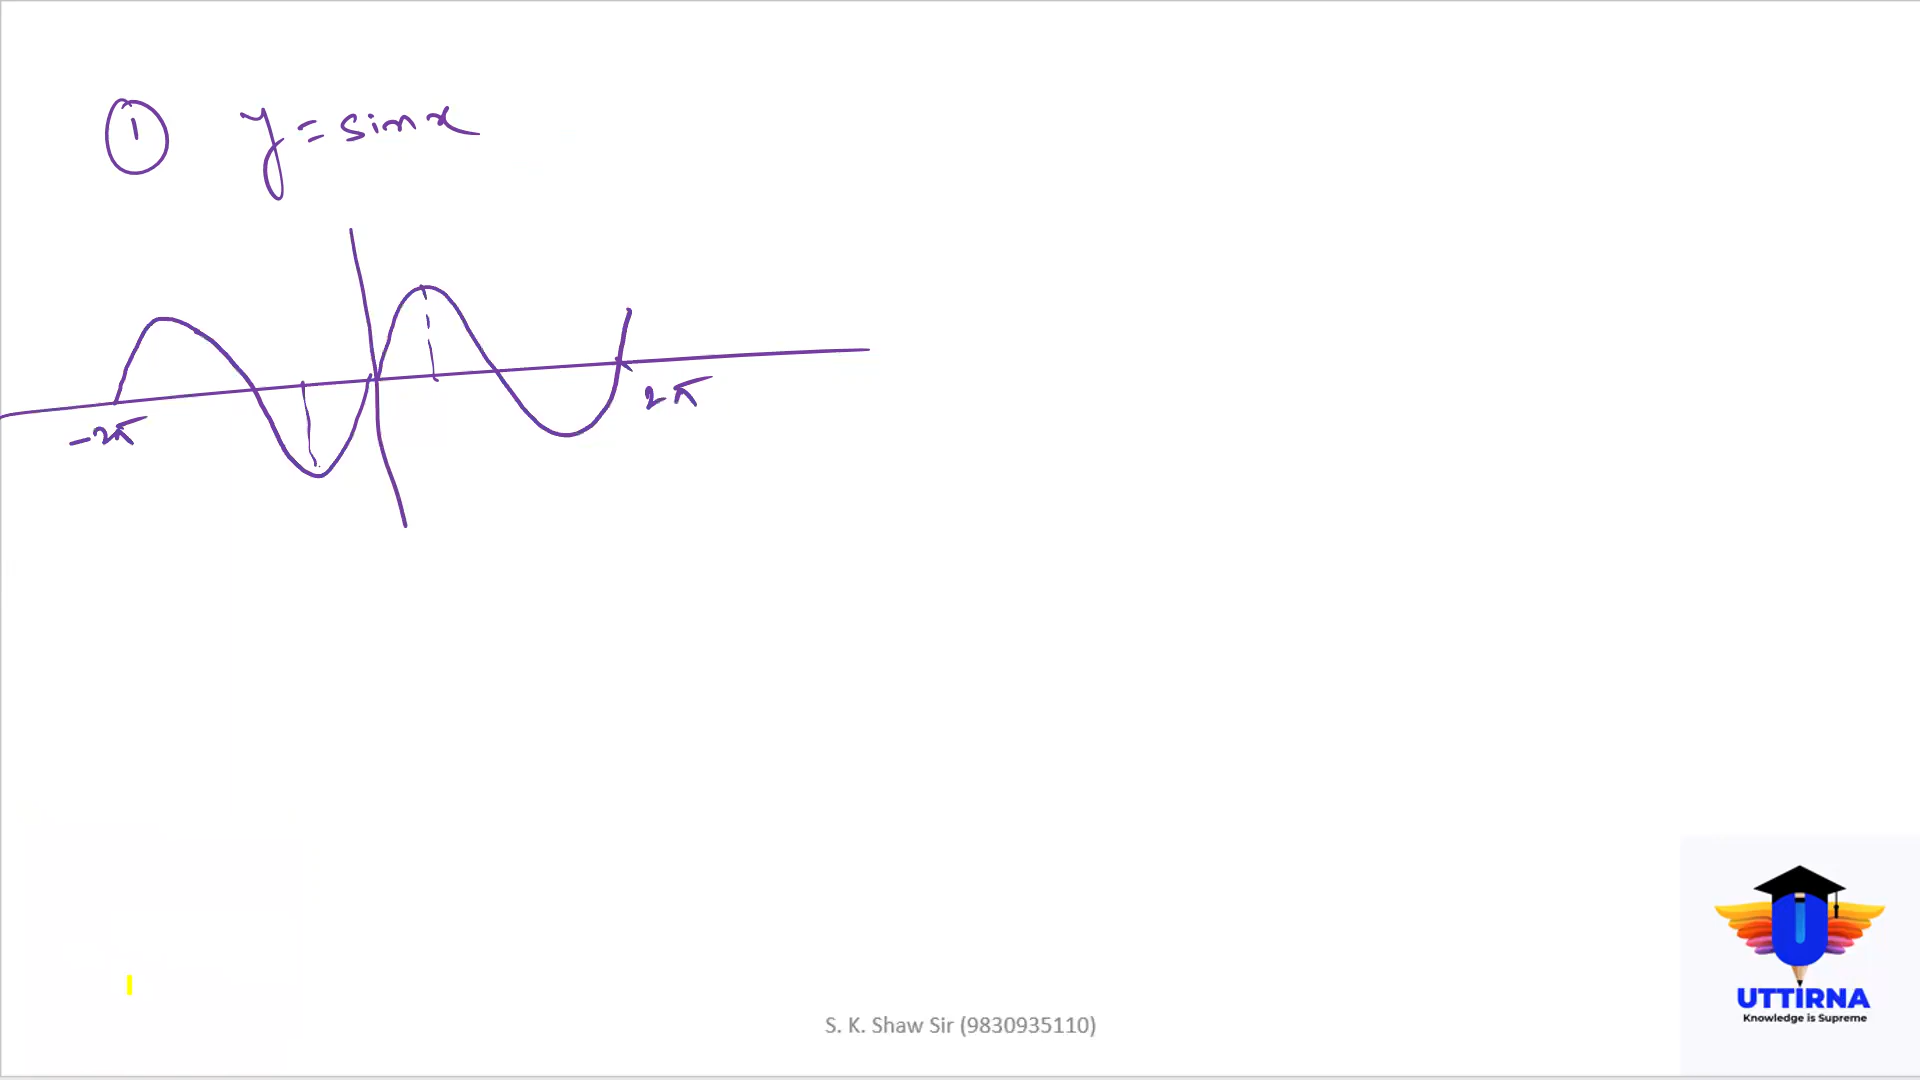 ① y = sin x
-2π
2π
S. K. Shaw Sir (9830935110)
UTTIRNA
Knowledge is Supreme